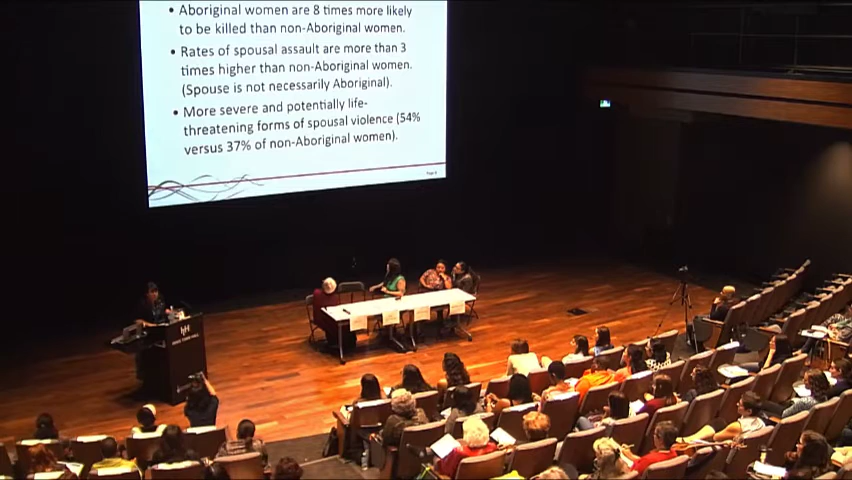 • Aboriginal women are 8 times more likely
to be killed than non-Aboriginal women.
• Rates of spousal assault are more than 3
times higher than non-Aboriginal women.
(Spouse is not necessarily Aboriginal).
• More severe and potentially life-
threatening forms of spousal violence (54%
versus 37% of non-Aboriginal women).